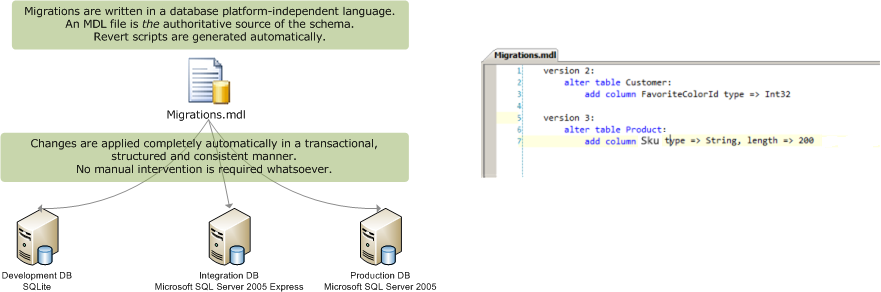 Migrations are written in a database platform-independent language.
An MDL file is the authoritative source of the schema.
Revert scripts are generated automatically.
Migrations.mdl
Changes are applied completely automatically in a transactional,
structured and consistent manner.
No manual intervention is required whatsoever.
Development DB
SQLite
Integration DB
Microsoft SQL Server 2005 Express
Production DB
Microsoft SQL Server 2005
Migrations.mdl
1 version 2:
2 alter table Customer:
3 add column FavoriteColorId type => Int32
4
5 version 3:
6 alter table Product:
7 add column Sku type => String, length => 200